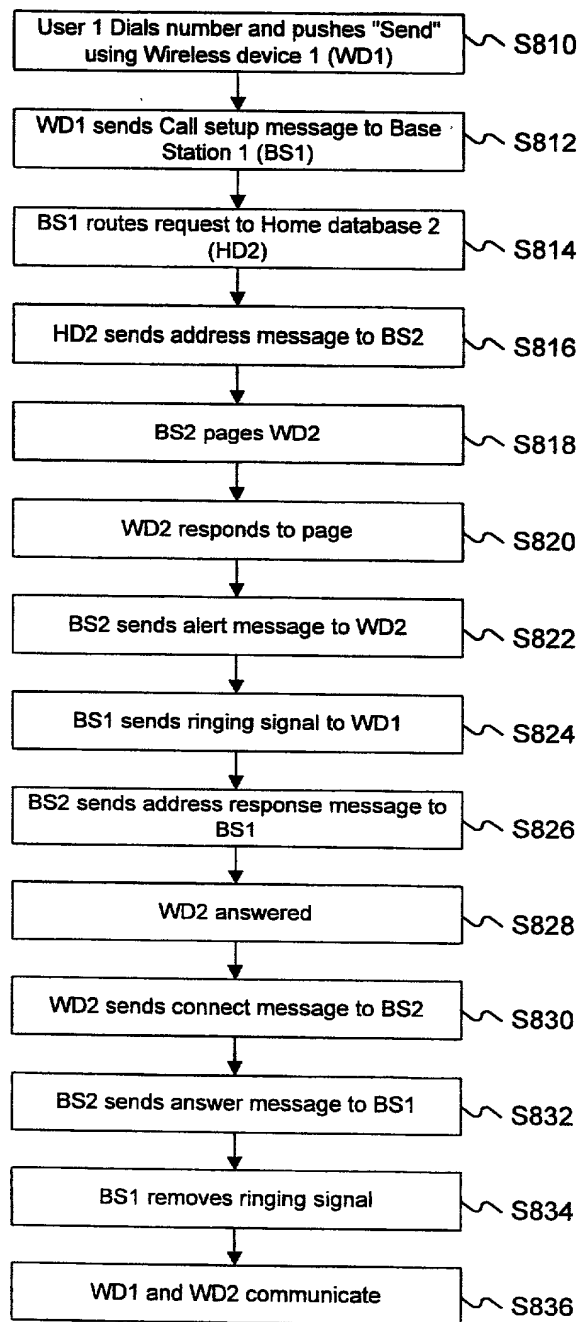 User 1 Dials number and pushes "Send"
using Wireless device 1 (WD1)
S810
WD1 sends Call setup message to Base
Station 1 (BS1)
S812
BS1 routes request to Home database 2
(HD2)
S814
HD2 sends address message to BS2
S816
BS2 pages WD2
S818
WD2 responds to page
S820
BS2 sends alert message to WD2
S822
BS1 sends ringing signal to WD1
S824
BS2 sends address response message to
BS1
S826
WD2 answered
S828
WD2 sends connect message to BS2
S830
BS2 sends answer message to BS1
S832
BS1 removes ringing signal
S834
WD1 and WD2 communicate
S836